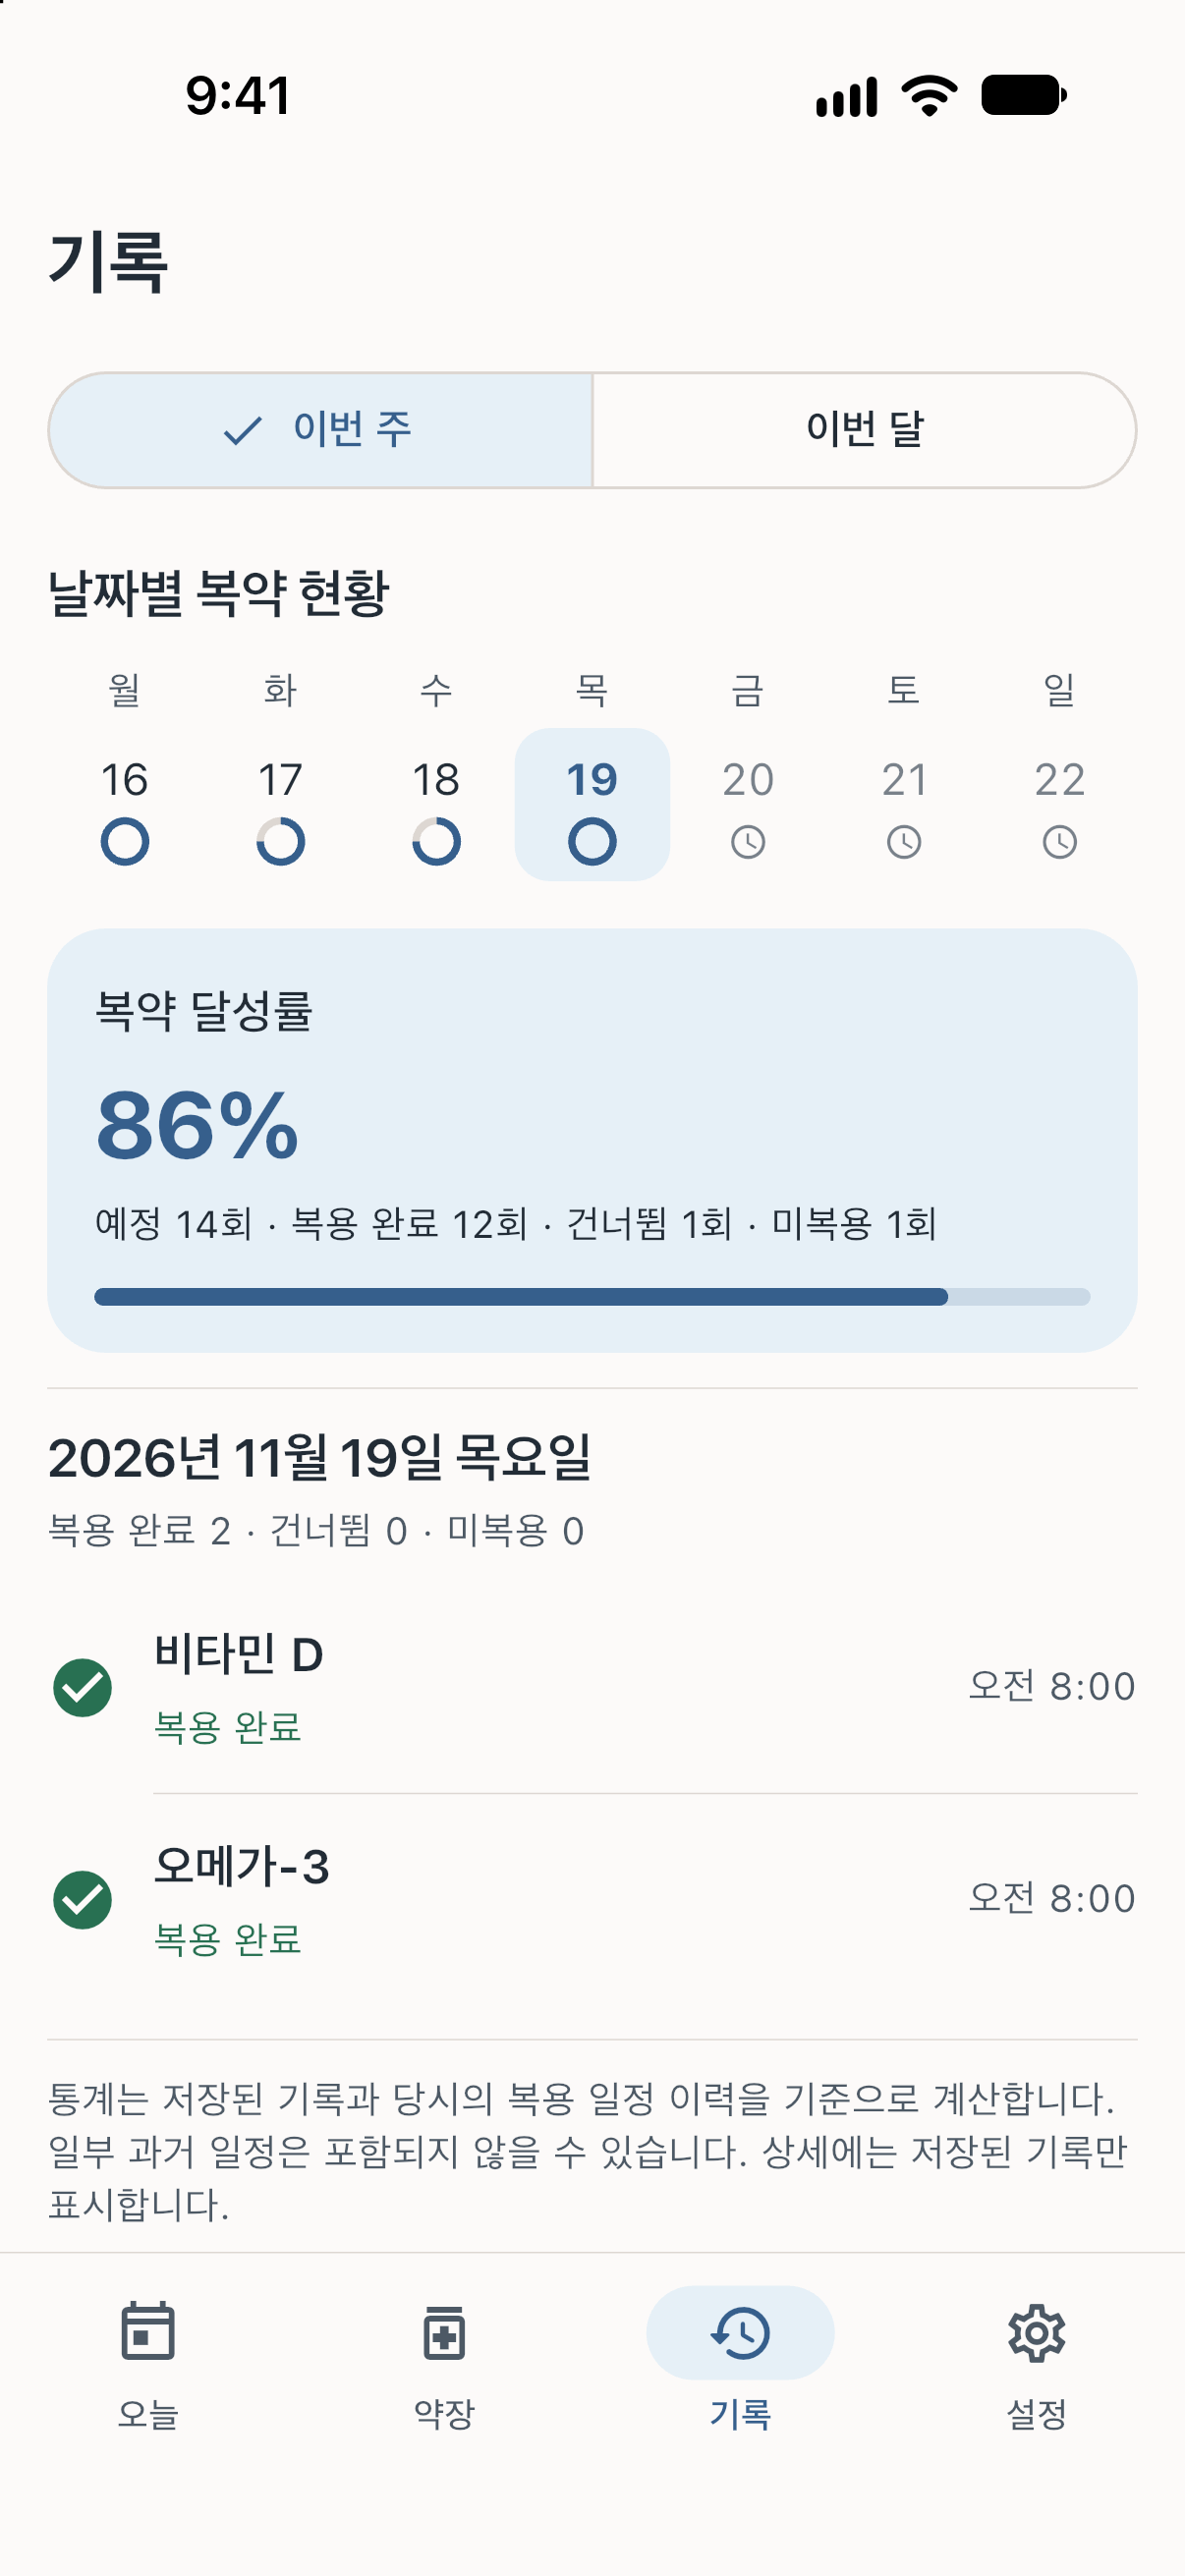 9:41
기록
이번 주
이번 달
날짜별 복약 현황
월 화 수 목 금 토 일
16 17 18 19 20 21 22
복약 달성률
86%
예정 14회 · 복용 완료 12회 · 건너뜀 1회 · 미복용 1회
2026년 11월 19일 목요일
복용 완료 2 · 건너뜀 0 · 미복용 0
비타민 D
복용 완료
오전 8:00
오메가-3
복용 완료
오전 8:00
통계는 저장된 기록과 당시의 복용 일정 이력을 기준으로 계산합니다.
일부 과거 일정은 포함되지 않을 수 있습니다. 상세에는 저장된 기록만
표시합니다.
오늘 약장 기록 설정